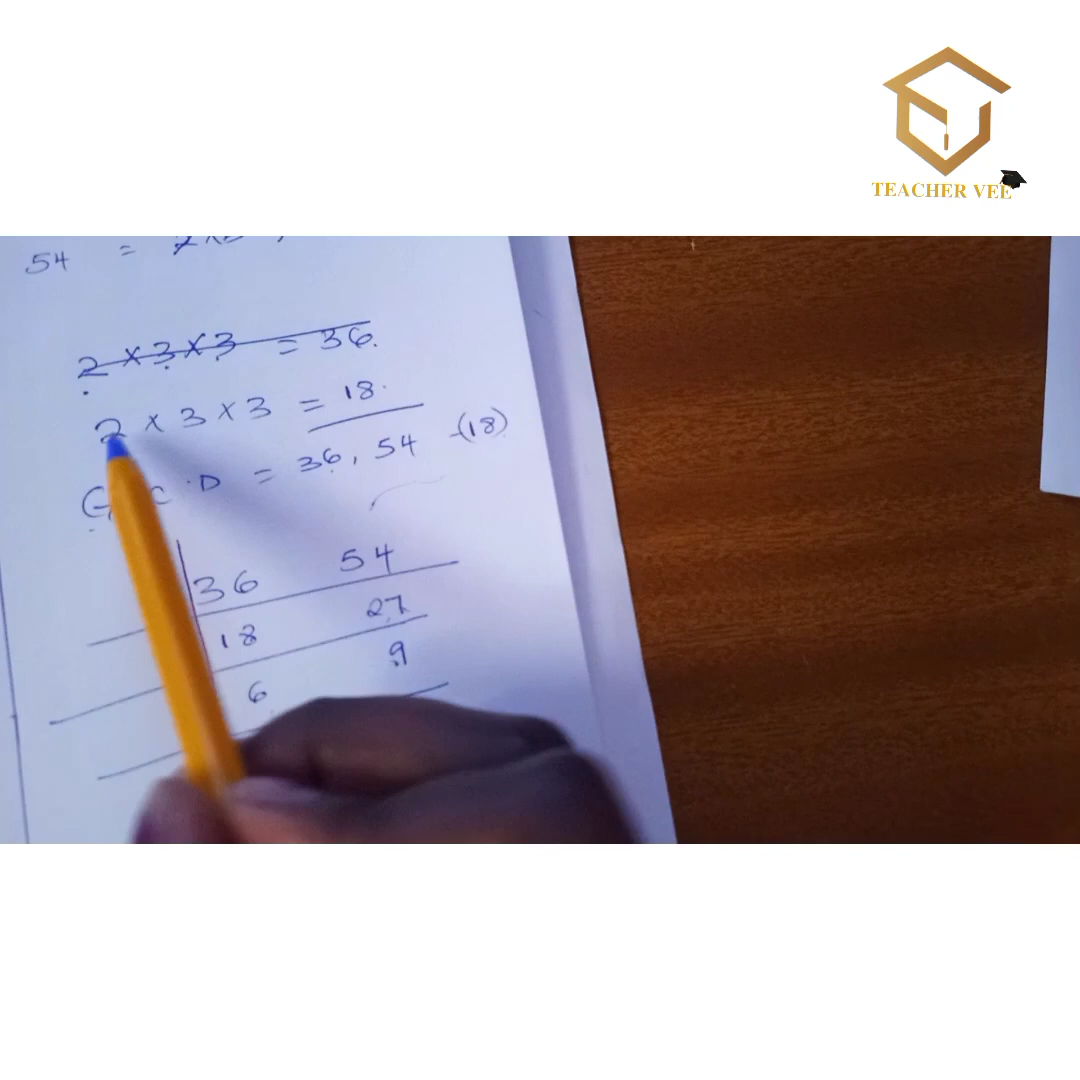 TEACHER VEE
54 =
2 × 3 × 3 = 36.
2 × 3 × 3 = 18.
G.C.D = 36, 54 -(18)
36 54
18 27
6 9